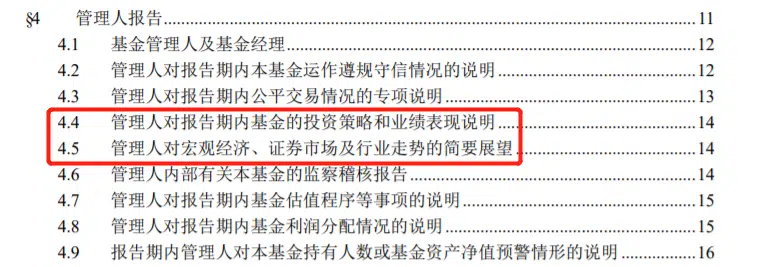 §4 管理人报告..........11
4.1 基金管理人及基金经理..........12
4.2 管理人对报告期内本基金运作遵规守信情况的说明..........12
4.3 管理人对报告期内公平交易情况的专项说明..........13
4.4 管理人对报告期内基金的投资策略和业绩表现说明..........14
4.5 管理人对宏观经济、证券市场及行业走势的简要展望..........14
4.6 管理人内部有关本基金的监察稽核报告..........14
4.7 管理人对报告期内基金估值程序等事项的说明..........15
4.8 管理人对报告期内基金利润分配情况的说明..........15
4.9 报告期内管理人对本基金持有人数或基金资产净值预警情形的说明..........16